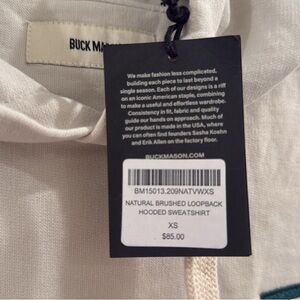 BUCK MASON
We make fashion less complicated,
building each piece to last beyond a
single season. Each of our designs is a riff
on an iconic American staple, combining
to make a useful and effortless wardrobe.
Consistency in fit, fabric and quality
guide our hands on approach. Much of
our product is made in the USA, where
you can often find founders Sasha Koehn
and Erik Allen on the factory floor.
BUCKMASON.COM
BM15013.209NATVWXS
NATURAL BRUSHED LOOPBACK
HOODED SWEATSHIRT
XS
$85.00